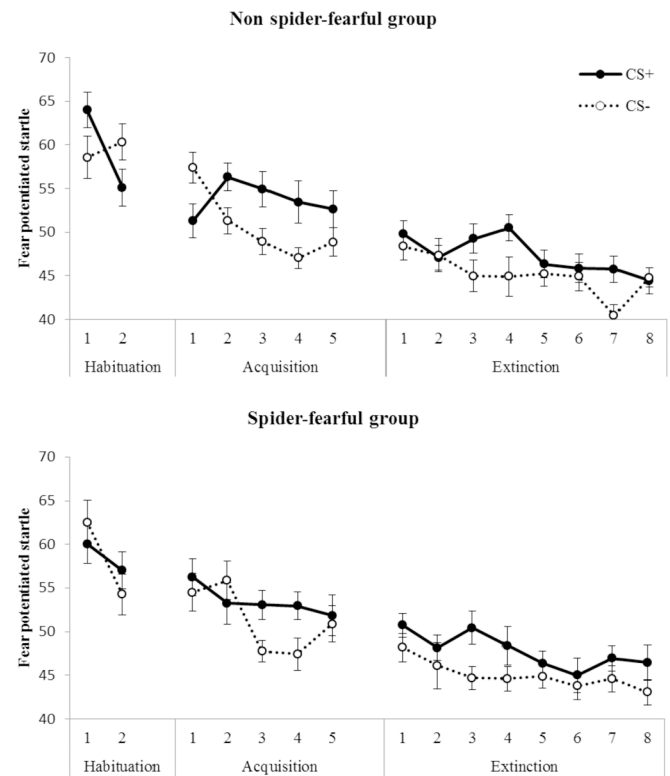 Non spider-fearful group
70
65
60
55
50
45
40
Fear potentiated startle
CS+
CS-
1 2 1 2 3 4 5 1 2 3 4 5 6 7 8
Habituation Acquisition Extinction
Spider-fearful group
70
65
60
55
50
45
40
Fear potentiated startle
1 2 1 2 3 4 5 1 2 3 4 5 6 7 8
Habituation Acquisition Extinction